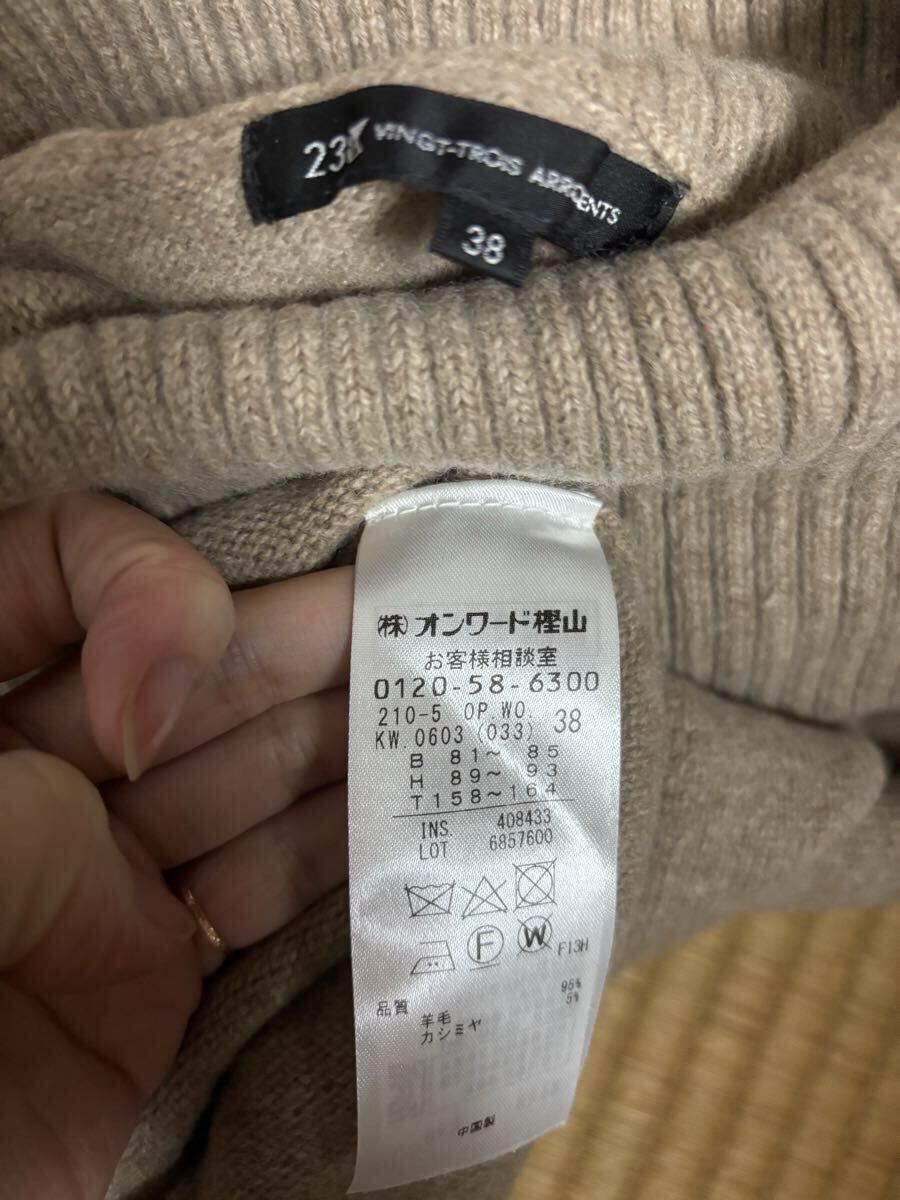 23区 VINGT-TROIS ARRONDISSEMENTS
38
㈱オンワード樫山
お客様相談室
0120-58-6300
210-5 OP.WO.
KW.0603 (033) 38
B 81～ 85
H 89～ 93
T158～164
INS. 408433
LOT 6857600
F W F13H
品質
羊毛 95%
カシミヤ 5%
中国製